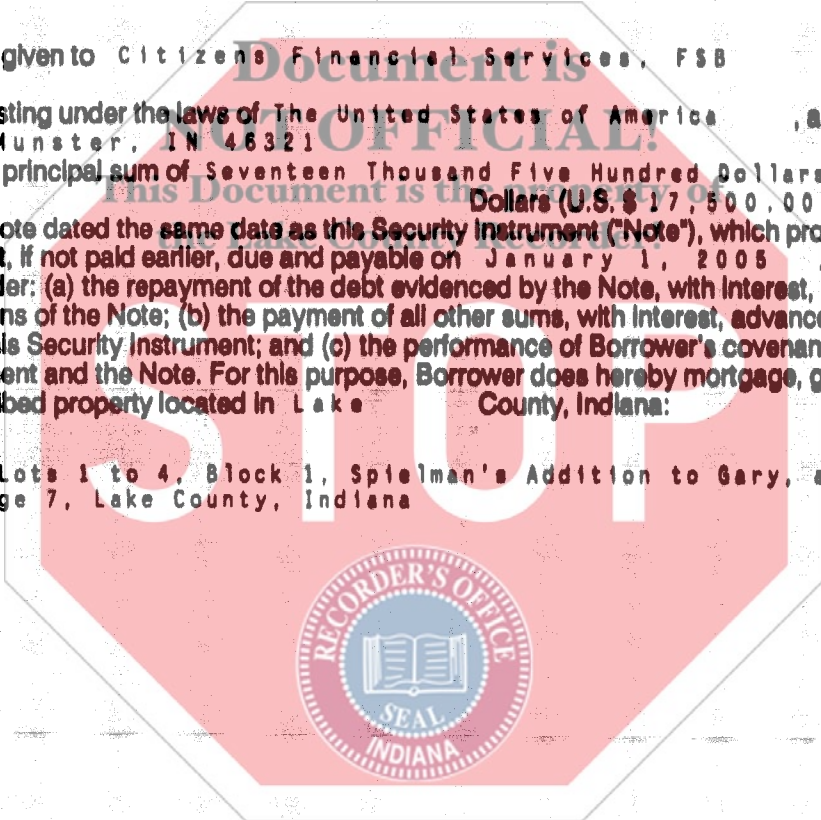 given to Citizens Financial Services, FSB
Document is
sting under the laws of The United States of America , a
NOT OFFICIAL!
unster, IN 46321
principal sum of Seventeen Thousand Five Hundred Dollars
This Document is the property of
Dollars (U.S. $ 17,500.00
ote dated the same date as this Security Instrument ("Note"), which pro
the Lake County Recorder!
, if not paid earlier, due and payable on January 1, 2005
er: (a) the repayment of the debt evidenced by the Note, with interest,
ns of the Note; (b) the payment of all other sums, with interest, advance
is Security Instrument; and (c) the performance of Borrower's covenan
ent and the Note. For this purpose, Borrower does hereby mortgage, g
bed property located in Lake County, Indiana:
Lots 1 to 4, Block 1, Spielman's Addition to Gary, a
ge 7, Lake County, Indiana
STOP
RECORDER'S OFFICE
SEAL
INDIANA